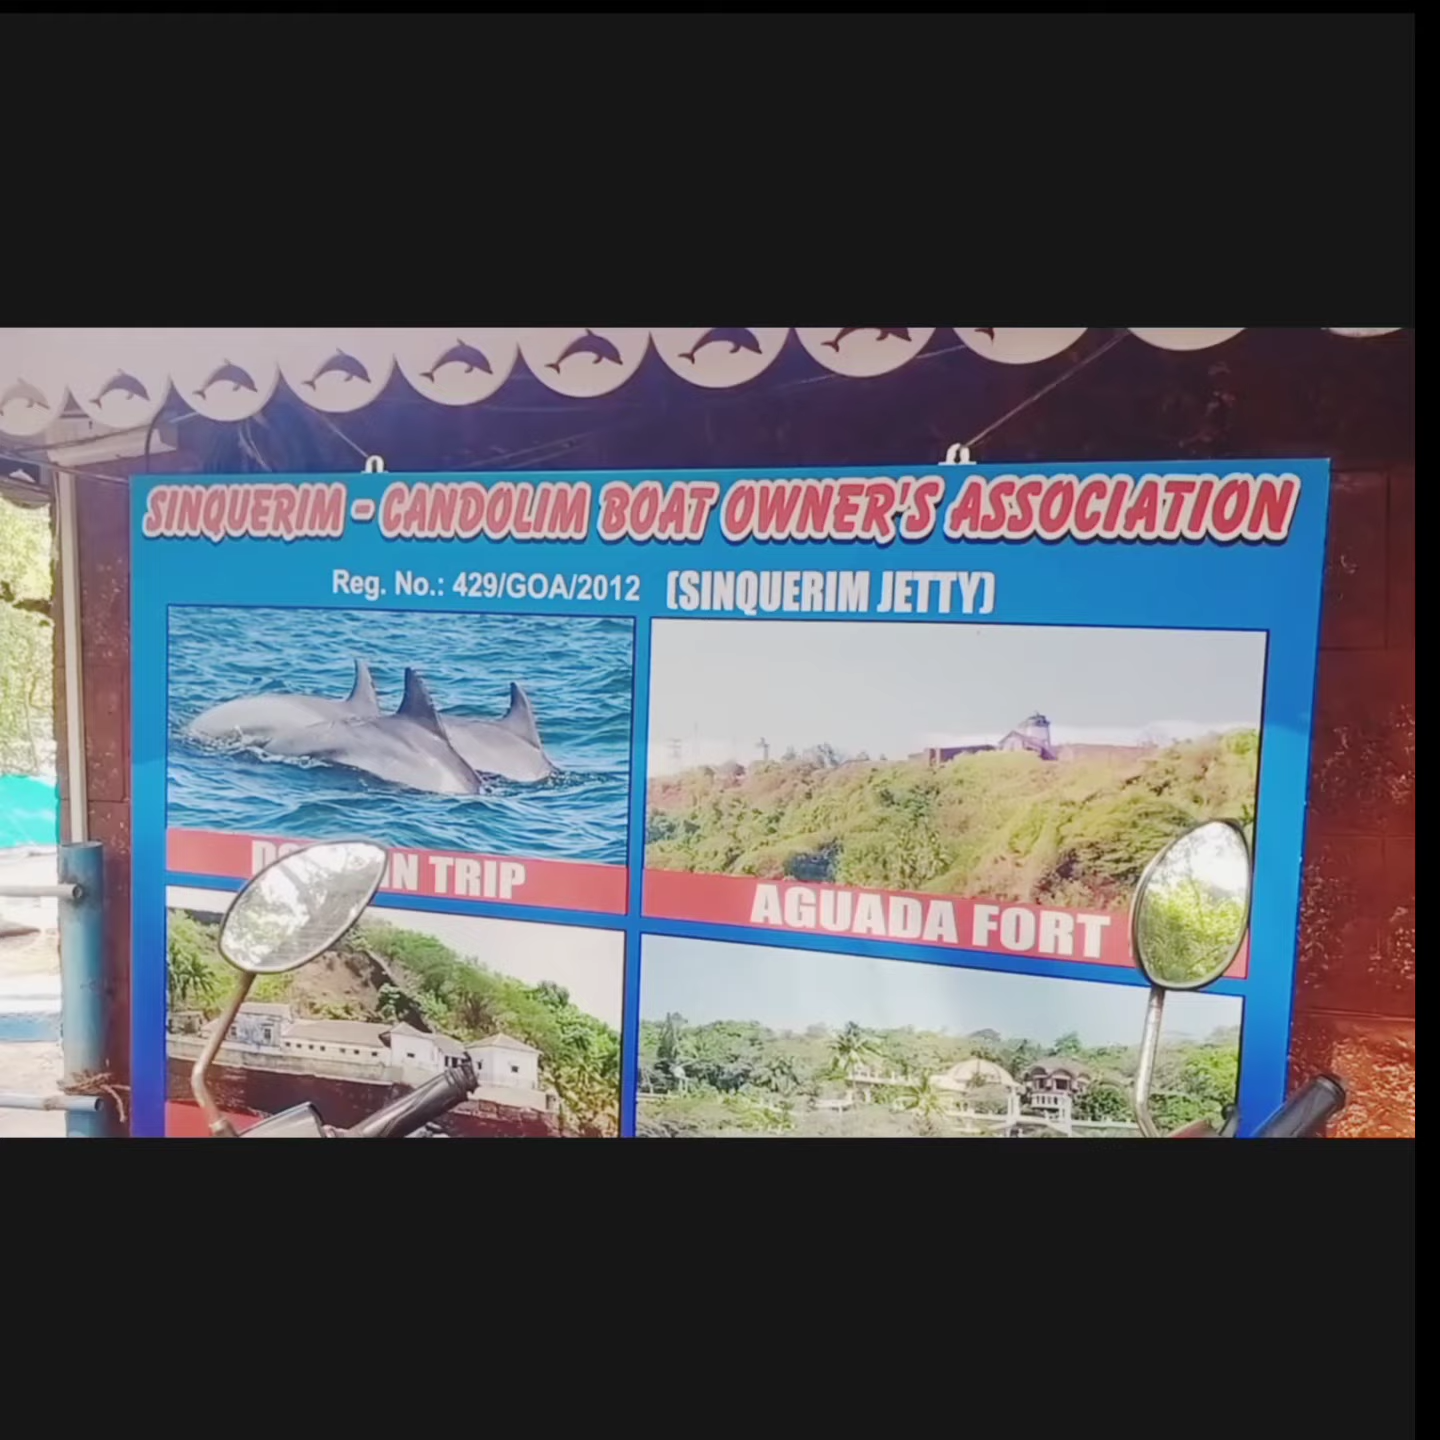 SINQUERIM - CANDOLIM BOAT OWNER'S ASSOCIATION
Reg. No.: 429/GOA/2012 (SINQUERIM JETTY)
TRIP
AGUADA FORT